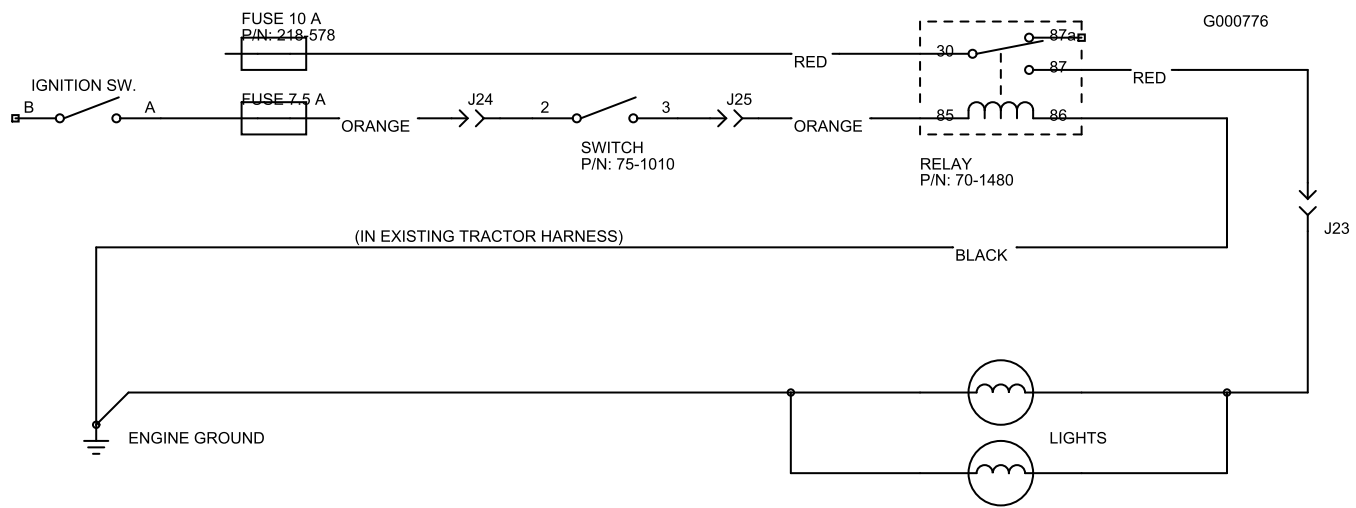 FUSE 10 A
P/N: 218-578
G000776
87a
30
RED
87
RED
IGNITION SW.
B
A
FUSE 7.5 A
ORANGE
J24
2
3
J25
ORANGE
85
86
SWITCH
P/N: 75-1010
RELAY
P/N: 70-1480
J23
(IN EXISTING TRACTOR HARNESS)
BLACK
ENGINE GROUND
LIGHTS